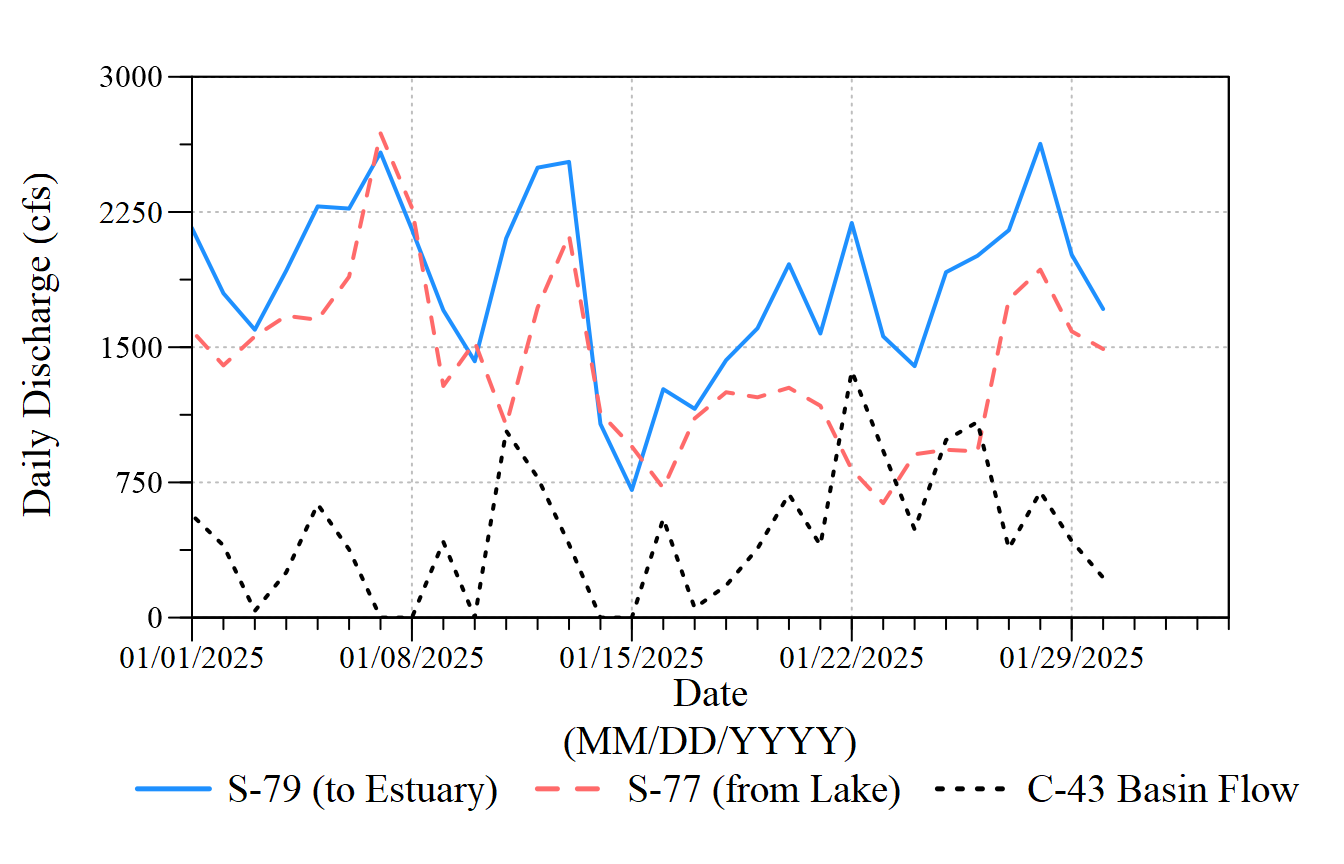 3000
2250
1500
750
0
Daily Discharge (cfs)
01/01/2025 01/08/2025 01/15/2025 01/22/2025 01/29/2025
Date
(MM/DD/YYYY)
S-79 (to Estuary) S-77 (from Lake) C-43 Basin Flow